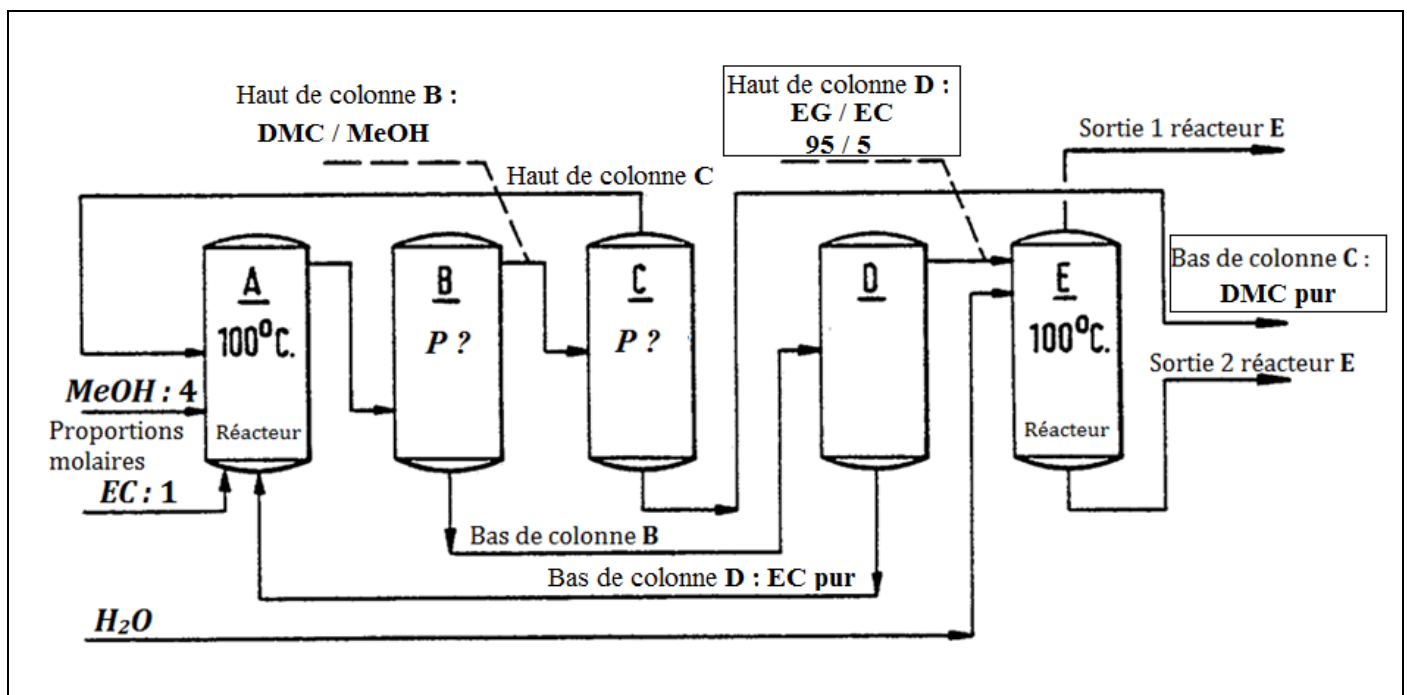 Haut de colonne B :
DMC / MeOH
Haut de colonne D :
EG / EC
95 / 5
Sortie 1 réacteur E
Haut de colonne C
A
100°C.
Réacteur
B
P ?
C
P ?
D
E
100°C.
Réacteur
Bas de colonne C :
DMC pur
Sortie 2 réacteur E
MeOH : 4
Proportions
molaires
EC : 1
Bas de colonne B
Bas de colonne D : EC pur
H₂O